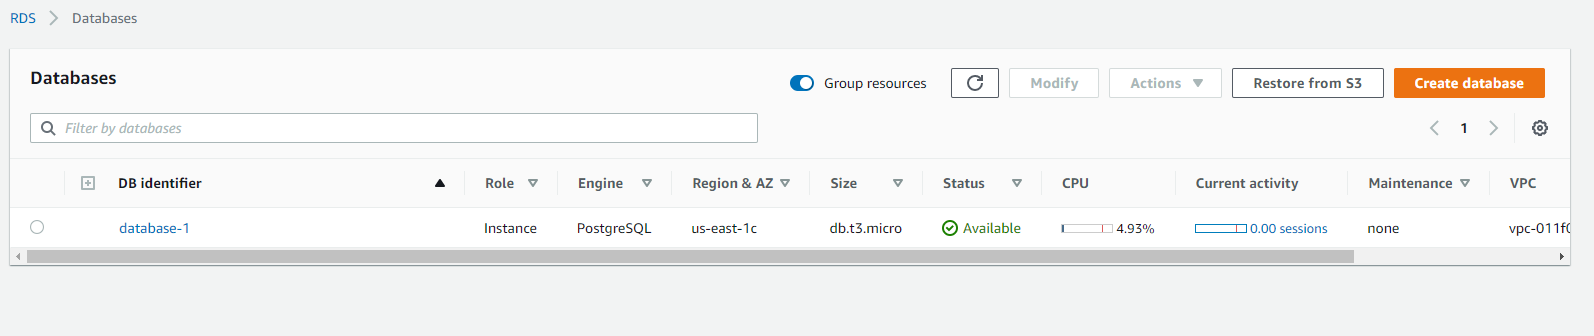 RDS > Databases
Databases
Group resources Modify Actions Restore from S3 Create database
Filter by databases
1
DB identifier Role Engine Region & AZ Size Status CPU Current activity Maintenance VPC
database-1 Instance PostgreSQL us-east-1c db.t3.micro Available 4.93% 0.00 sessions none vpc-011f0